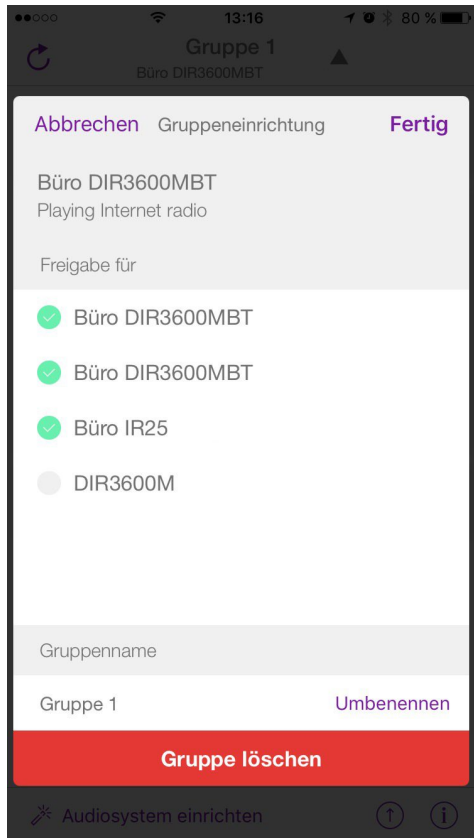 13:16
80 %
Gruppe 1
Büro DIR3600MBT
Abbrechen Gruppeneinrichtung Fertig
Büro DIR3600MBT
Playing Internet radio
Freigabe für
Büro DIR3600MBT
Büro DIR3600MBT
Büro IR25
DIR3600M
Gruppenname
Gruppe 1 Umbenennen
Gruppe löschen
Audiosystem einrichten